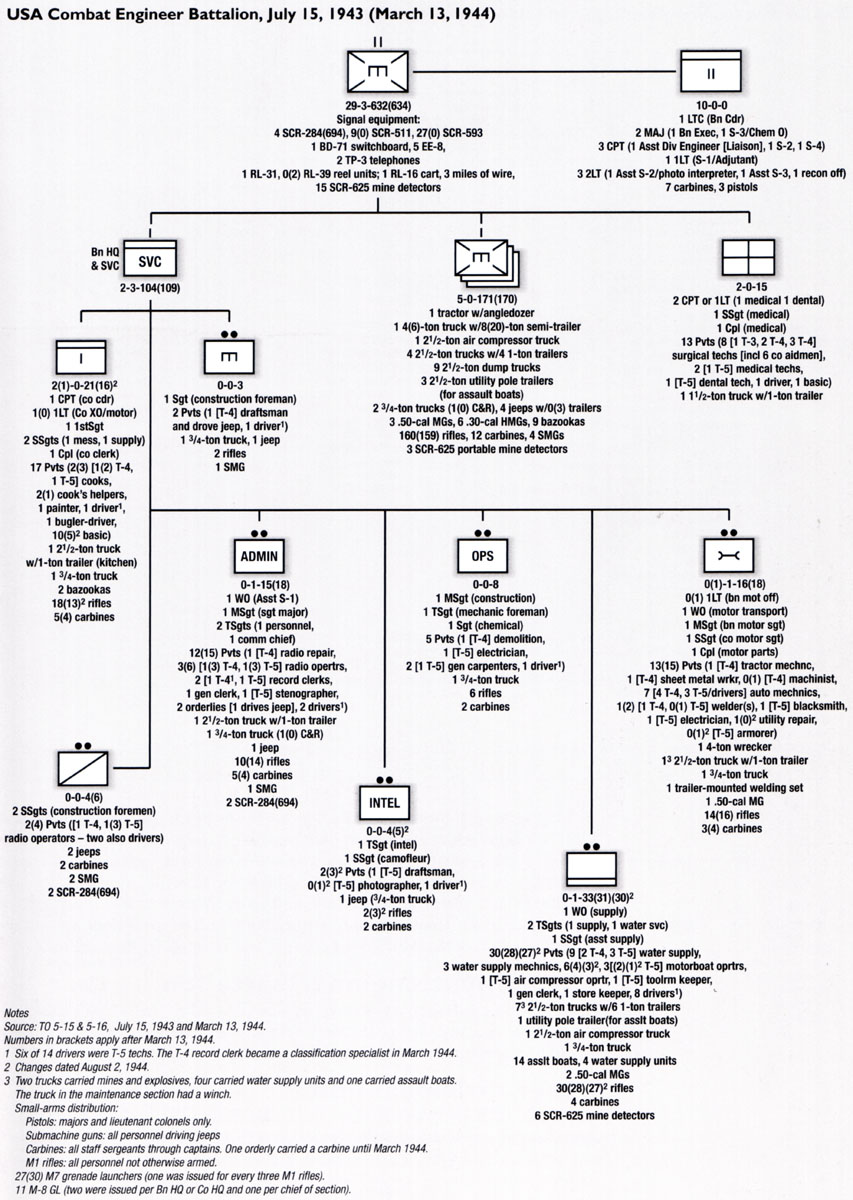 USA Combat Engineer Battalion, July 15, 1943 (March 13, 1944)
II
29-3-632(634)
Signal equipment:
4 SCR-284(694), 9(0) SCR-511, 27(0) SCR-593
1 BD-71 switchboard, 5 EE-8,
2 TP-3 telephones
1 RL-31, 0(2) RL-39 reel units; 1 RL-16 cart, 3 miles of wire,
15 SCR-625 mine detectors
II
10-0-0
1 LTC (Bn Cdr)
2 MAJ (1 Bn Exec, 1 S-3/Chem O)
3 CPT (1 Asst Div Engineer [Liaison], 1 S-2, 1 S-4)
1 1LT (S-1/Adjutant)
3 2LT (1 Asst S-2/photo interpreter, 1 Asst S-3, 1 recon off)
7 carbines, 3 pistols
I
Bn HQ
& SVC
SVC
2-3-104(109)
I
5-0-171(170)
1 tractor w/angledozer
1 4(6)-ton truck w/8(20)-ton semi-trailer
1 2½-ton air compressor truck
4 2½-ton trucks w/4 1-ton trailers
9 2½-ton dump trucks
3 2½-ton utility pole trailers
(for assault boats)
2 ¾-ton trucks (1(0) C&R), 4 jeeps w/0(3) trailers
3 .50-cal MGs, 6 .30-cal HMGs, 9 bazookas
160(159) rifles, 12 carbines, 4 SMGs
3 SCR-625 portable mine detectors
2-0-15
2 CPT or 1LT (1 medical 1 dental)
1 SSgt (medical)
1 Cpl (medical)
13 Pvts (8 [1 T-3, 2 T-4, 3 T-4]
surgical techs [incl 6 co aidmen],
2 [1 T-5] medical techs,
1 [T-5] dental tech, 1 driver, 1 basic)
1 1½-ton truck w/1-ton trailer
I
2(1)-0-21(16)²
1 CPT (co cdr)
1(0) 1LT (Co XO/motor)
1 1stSgt
2 SSgts (1 mess, 1 supply)
1 Cpl (co clerk)
17 Pvts (2(3) [1(2) T-4,
1 T-5] cooks,
2(1) cook's helpers,
1 painter, 1 driver¹,
1 bugler-driver,
10(5)² basic)
1 2½-ton truck
w/1-ton trailer (kitchen)
1 ¾-ton truck
2 bazookas
18(13)² rifles
5(4) carbines
0-0-3
1 Sgt (construction foreman)
2 Pvts (1 [T-4] draftsman
and drove jeep, 1 driver¹)
1 ¾-ton truck, 1 jeep
2 rifles
1 SMG
ADMIN
0-1-15(18)
1 WO (Asst S-1)
1 MSgt (sgt major)
2 TSgts (1 personnel,
1 comm chief)
12(15) Pvts (1 [T-4] radio repair,
3(6) [1(3) T-4, 1(3) T-5] radio opertrs,
2 [1 T-4¹, 1 T-5] record clerks,
1 gen clerk, 1 [T-5] stenographer,
2 orderlies [1 drives jeep], 2 drivers¹)
1 2½-ton truck w/1-ton trailer
1 ¾-ton truck (1(0) C&R)
1 jeep
10(14) rifles
5(4) carbines
1 SMG
2 SCR-284(694)
OPS
0-0-8
1 MSgt (construction)
1 TSgt (mechanic foreman)
1 Sgt (chemical)
5 Pvts (1 [T-4] demolition,
1 [T-5] electrician,
2 [1 T-5] gen carpenters, 1 driver¹)
1 ¾-ton truck
6 rifles
2 carbines
0(1)-1-16(18)
0(1) 1LT (bn mot off)
1 WO (motor transport)
1 MSgt (bn motor sgt)
1 SSgt (co motor sgt)
1 Cpl (motor parts)
13(15) Pvts (1 [T-4] tractor mechnc,
1 [T-4] sheet metal wrkr, 0(1) [T-4] machinist,
7 [4 T-4, 3 T-5/drivers] auto mechnics,
1(2) [1 T-4, 0(1) T-5] welder(s), 1 [T-5] blacksmith,
1 [T-5] electrician, 1(0)² utility repair,
0(1)² [T-5] armorer)
1 4-ton wrecker
1³ 2½-ton truck w/1-ton trailer
1 ¾-ton truck
1 trailer-mounted welding set
1 .50-cal MG
14(16) rifles
3(4) carbines
0-0-4(6)
2 SSgts (construction foremen)
2(4) Pvts ([1 T-4, 1(3) T-5]
radio operators – two also drivers)
2 jeeps
2 carbines
2 SMG
2 SCR-284(694)
INTEL
0-0-4(5)²
1 TSgt (intel)
1 SSgt (camofleur)
2(3)² Pvts (1 [T-5] draftsman,
0(1)² [T-5] photographer, 1 driver¹)
1 jeep (¾-ton truck)
2(3)² rifles
2 carbines
0-1-33(31)(30)²
1 WO (supply)
2 TSgts (1 supply, 1 water svc)
1 SSgt (asst supply)
30(28)(27)² Pvts (9 [2 T-4, 3 T-5] water supply,
3 water supply mechnics, 6(4)(3)², 3[(2)(1)² T-5] motorboat oprtrs,
1 [T-5] air compressor oprtr, 1 [T-5] toolrm keeper,
1 gen clerk, 1 store keeper, 8 drivers¹)
7³ 2½-ton trucks w/6 1-ton trailers
1 utility pole trailer(for asslt boats)
1 2½-ton air compressor truck
1 ¾-ton truck
14 asslt boats, 4 water supply units
2 .50-cal MGs
30(28)(27)² rifles
4 carbines
6 SCR-625 mine detectors
Notes
Source: TO 5-15 & 5-16, July 15, 1943 and March 13, 1944.
Numbers in brackets apply after March 13, 1944.
1 Six of 14 drivers were T-5 techs. The T-4 record clerk became a classification specialist in March 1944.
2 Changes dated August 2, 1944.
3 Two trucks carried mines and explosives, four carried water supply units and one carried assault boats.
The truck in the maintenance section had a winch.
Small-arms distribution:
Pistols: majors and lieutenant colonels only.
Submachine guns: all personnel driving jeeps
Carbines: all staff sergeants through captains. One orderly carried a carbine until March 1944.
M1 rifles: all personnel not otherwise armed.
27(30) M7 grenade launchers (one was issued for every three M1 rifles).
11 M-8 GL (two were issued per Bn HQ or Co HQ and one per chief of section).